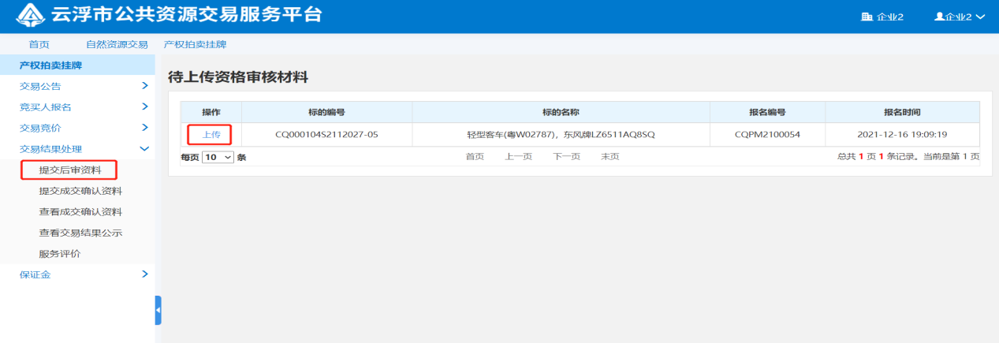 云浮市公共资源交易服务平台
企业2 企业2
首页 自然资源交易 产权拍卖挂牌
产权拍卖挂牌
交易公告
竞买人报名
交易竞价
交易结果处理
提交后审资料
提交成交确认资料
查看成交确认资料
查看交易结果公示
服务评价
保证金
待上传资格审核材料
操作 标的编号 标的名称 报名编号 报名时间
上传 CQ000104S2112027-05 轻型客车(粤W02787)，东风牌LZ6511AQ8SQ CQPM2100054 2021-12-16 19:09:19
每页 10 条 首页 上一页 下一页 末页 总共 1 页 1 条记录。当前是第 1 页